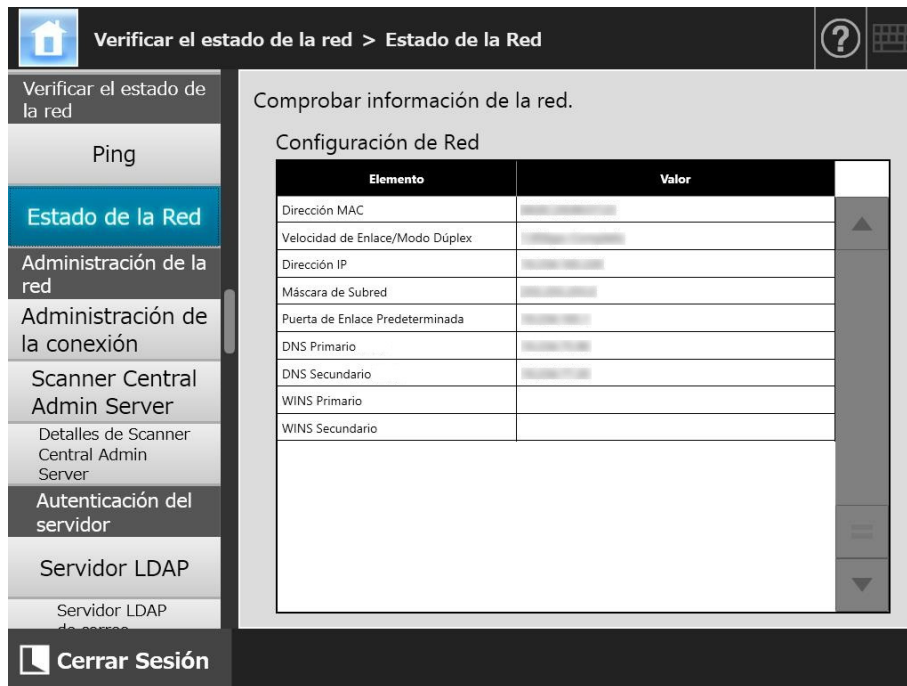 Verificar el estado de la red > Estado de la Red
?
Verificar el estado de
la red
Ping
Estado de la Red
Administración de la
red
Administración de
la conexión
Scanner Central
Admin Server
Detalles de Scanner
Central Admin
Server
Autenticación del
servidor
Servidor LDAP
Servidor LDAP
Comprobar información de la red.
Configuración de Red
Elemento Valor
Dirección MAC
Velocidad de Enlace/Modo Dúplex
Dirección IP
Máscara de Subred
Puerta de Enlace Predeterminada
DNS Primario
DNS Secundario
WINS Primario
WINS Secundario
Cerrar Sesión